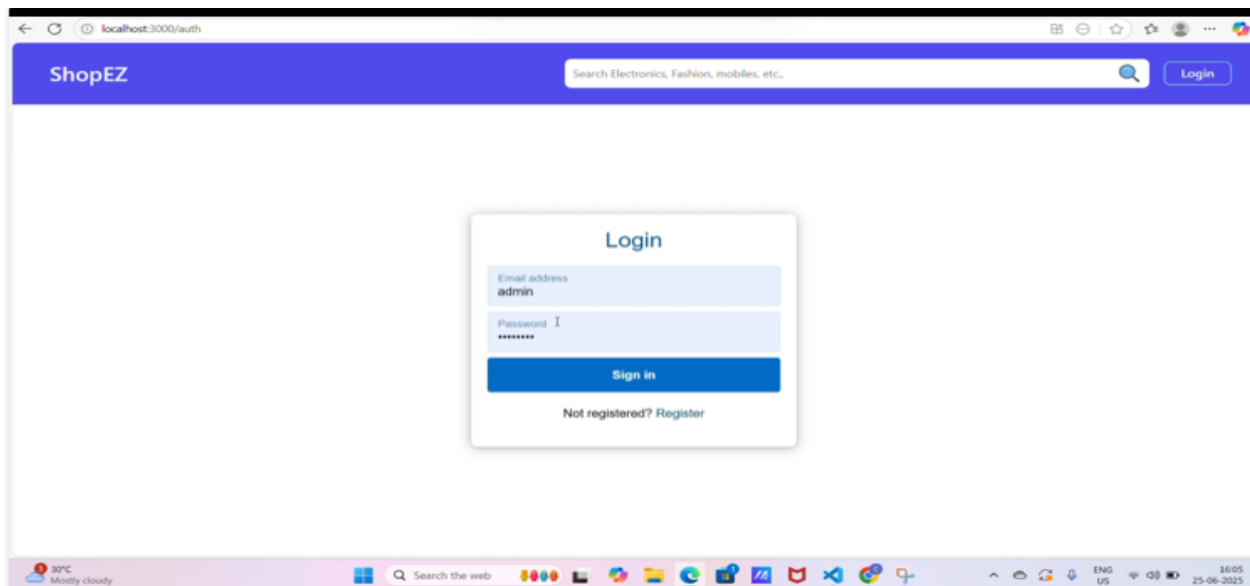 localhost:3000/auth
ShopEZ
Search Electronics, Fashion, mobiles, etc.,
Login
Login
Email address
admin
Password
••••••••
Sign in
Not registered? Register
30°C
Mostly cloudy
Search the web
ENG
US
16:05
25-06-2025